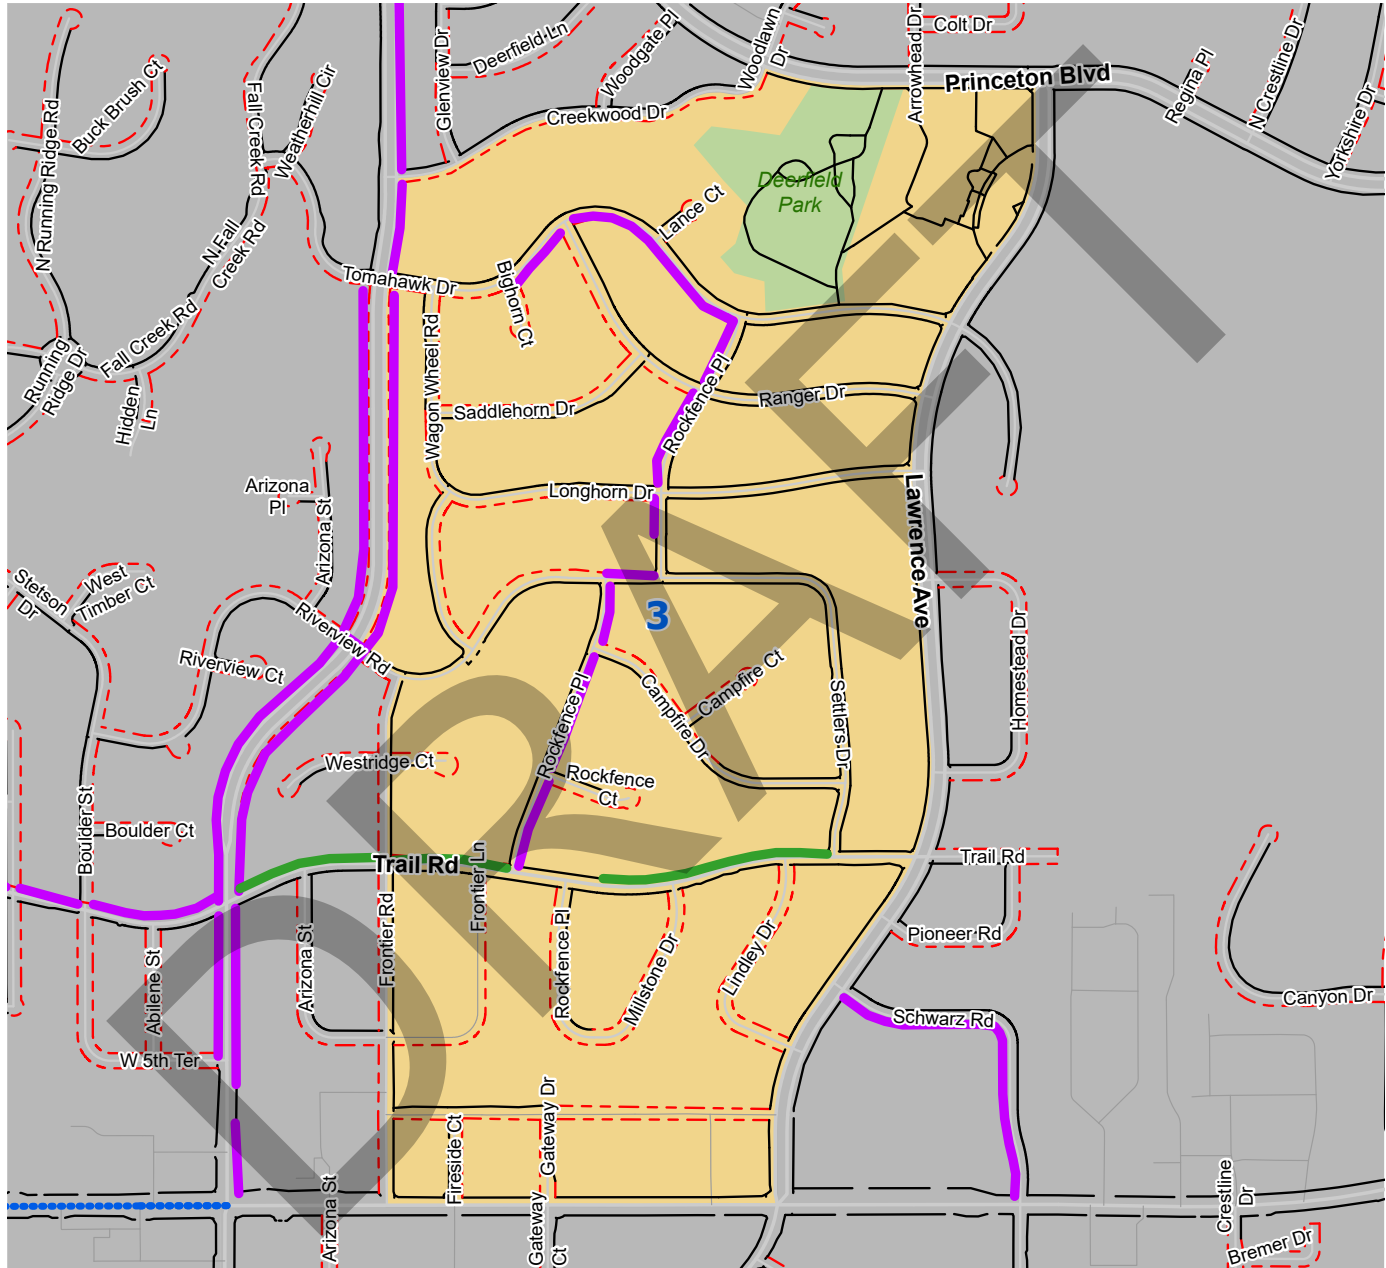 Colt Dr
Arrowhead Dr
Woodlawn
Dr
Woodgate Pl
Deerfield Ln
Glenview Dr
Princeton Blvd
Regina Pl
N Crestline Dr
Yorkshire Dr
Creekwood Dr
Buck Brush Ct
N Running Ridge Rd
Fall Creek Rd
Weatherhill Cir
N Fall
Creek Rd
Deerfield
Park
Lance Ct
Tomahawk Dr
Bighorn Ct
Fall Creek Rd
Running
Ridge Dr
Hidden
Ln
Wagon Wheel Rd
Saddlehorn Dr
Rockfence Pl
Ranger Dr
Longhorn Dr
Arizona
Pl
Arizona St
Lawrence Ave
Stetson
Dr
West
Timber Ct
Riverview Rd
Riverview Ct
3
Homestead Dr
Campfire Ct
Campfire Dr
Settlers Dr
Rockfence Pl
Rockfence
Ct
Westridge Ct
Boulder St
Boulder Ct
Trail Rd
Trail Rd
Frontier Ln
Frontier Rd
Arizona St
Abilene St
W 5th Ter
Rockfence Pl
Millstone Dr
Lindley Dr
Pioneer Rd
Schwarz Rd
Canyon Dr
Fireside Ct
Gateway Dr
Gateway
Ct
Arizona St
Crestline
Dr
Bremer Dr
DRAFT